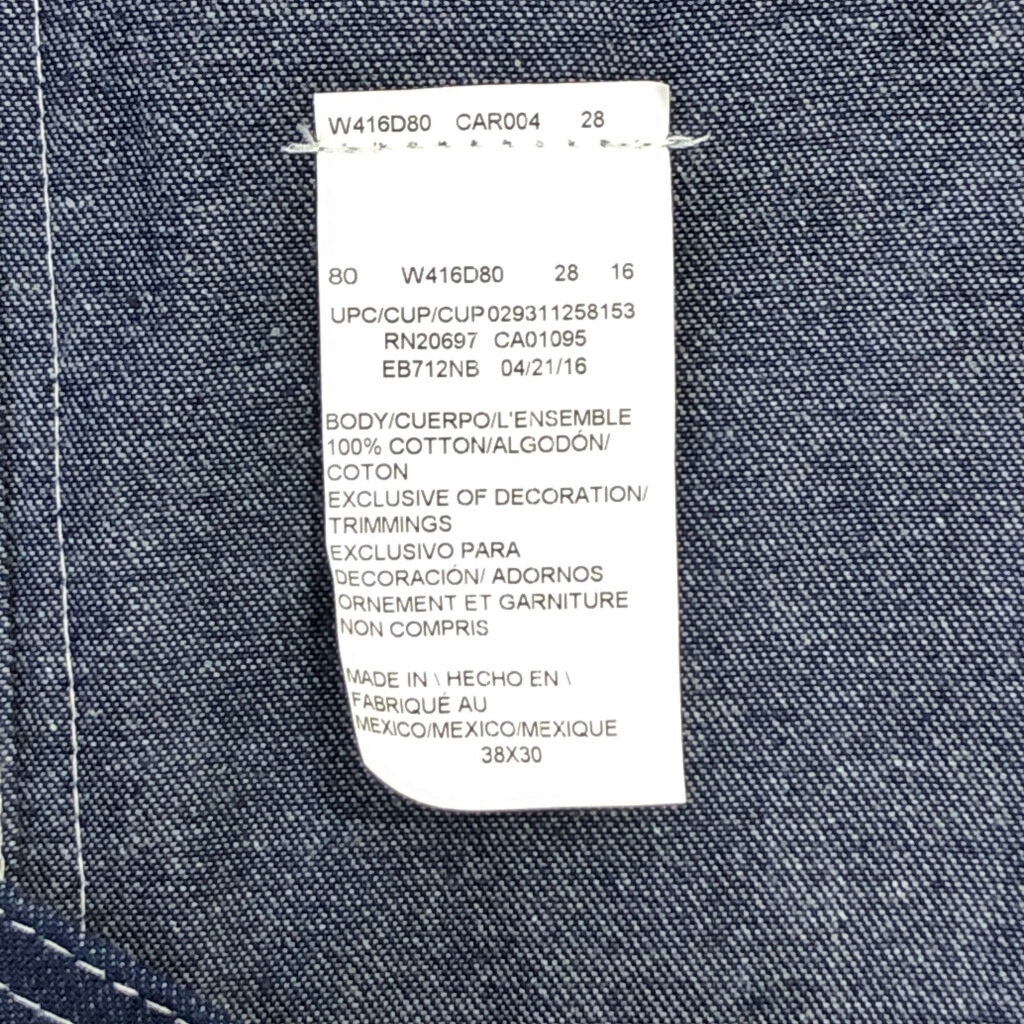 W416D80 CAR004 28
80 W416D80 28 16
UPC/CUP/CUP029311258153
RN20697 CA01095
EB712NB 04/21/16
BODY/CUERPO/L'ENSEMBLE
100% COTTON/ALGODÓN/
COTON
EXCLUSIVE OF DECORATION/
TRIMMINGS
EXCLUSIVO PARA
DECORACIÓN/ ADORNOS
ORNEMENT ET GARNITURE
NON COMPRIS
MADE IN \ HECHO EN \
FABRIQUÉ AU
MEXICO/MEXICO/MEXIQUE
38X30